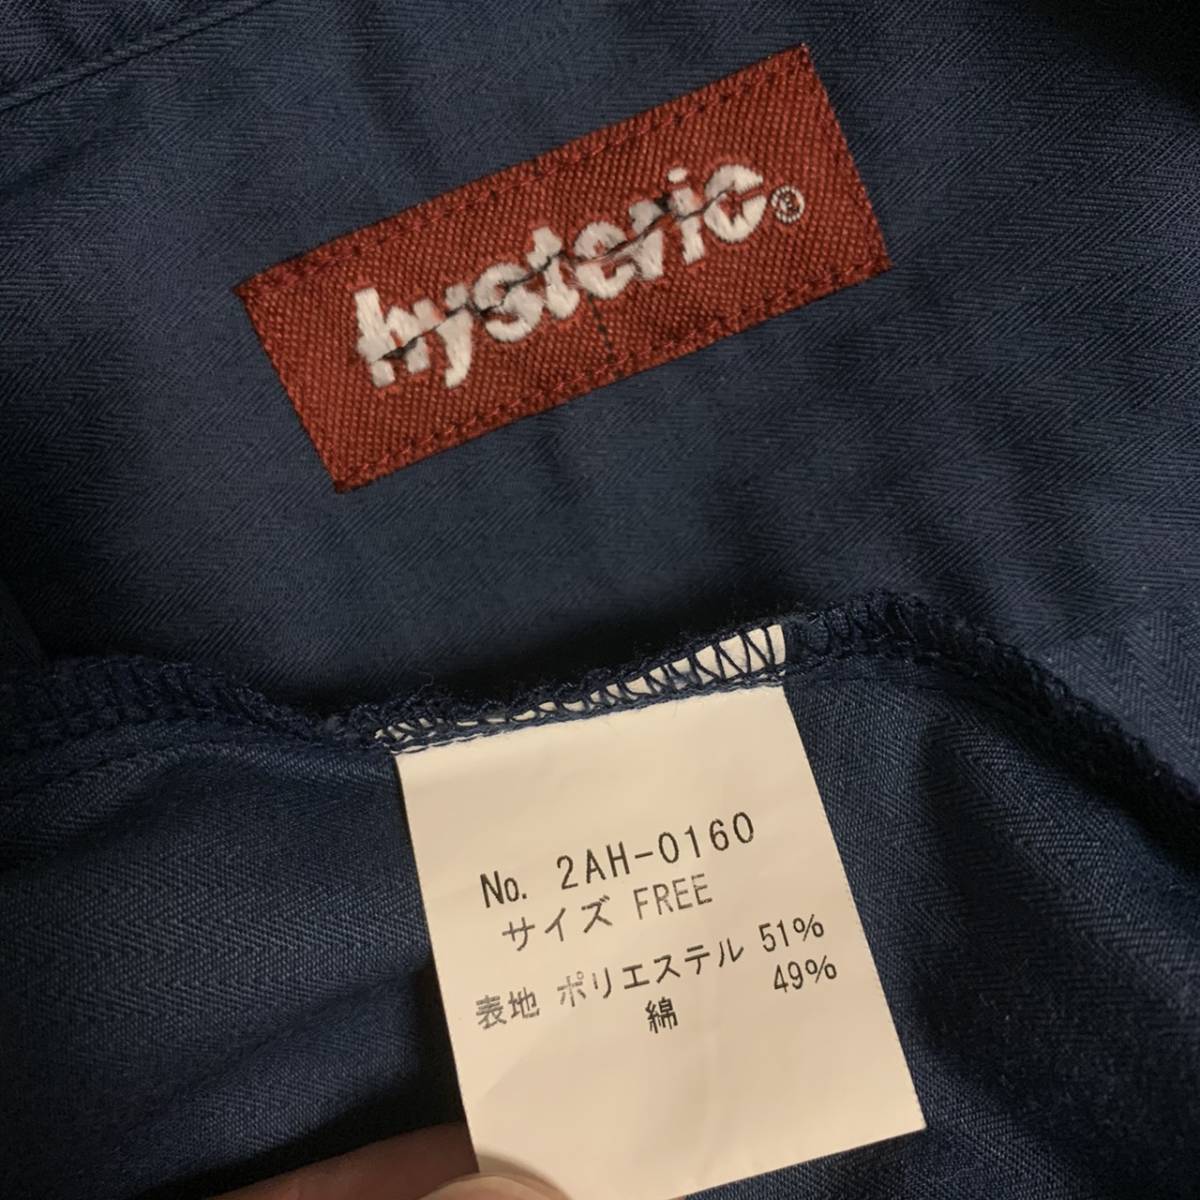 hysteric®
No. 2AH-0160
サイズ FREE
表地 ポリエステル 51%
綿 49%